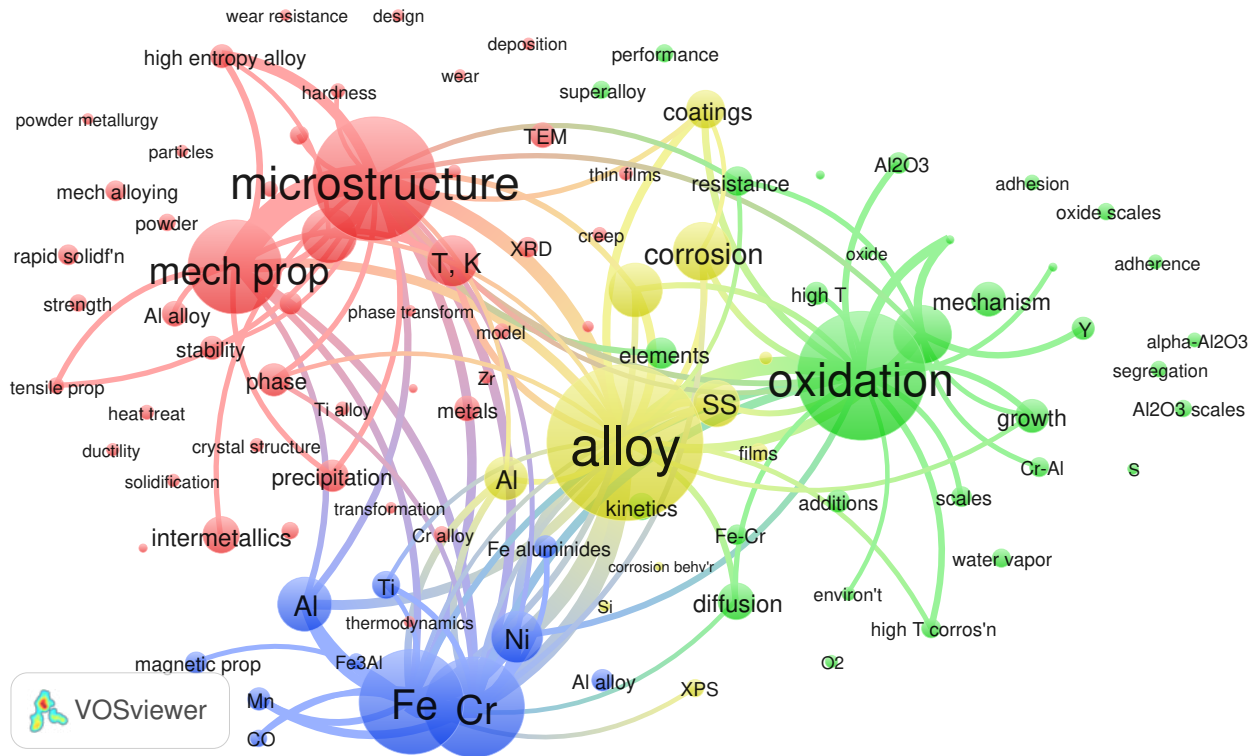 wear resistance
design
deposition
high entropy alloy
performance
wear
hardness
superalloy
coatings
powder metallurgy
TEM
particles
Al2O3
microstructure
thin films
resistance
adhesion
mech alloying
oxide scales
powder
creep
XRD
corrosion
oxide
rapid solidf'n
mech prop
T, K
adherence
high T
mechanism
strength
Al alloy
phase transform
model
Y
stability
elements
alpha-Al2O3
segregation
tensile prop
phase
Zr
oxidation
heat treat
Ti alloy
metals
SS
growth
Al2O3 scales
ductility
crystal structure
alloy
films
Cr-Al
S
solidification
precipitation
Al
transformation
kinetics
additions
scales
intermetallics
Cr alloy
Fe aluminides
Fe-Cr
water vapor
corrosion behv'r
Ti
Al
Si
diffusion
environ't
thermodynamics
high T corros'n
Ni
magnetic prop
Fe3Al
O2
Al alloy
XPS
Mn
Fe
Cr
CO
VOSviewer